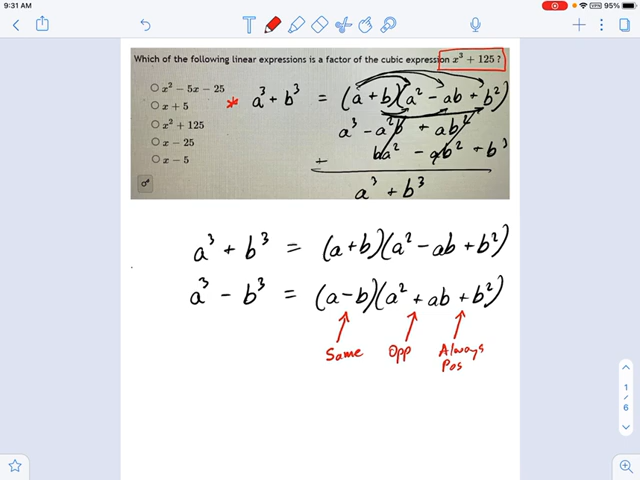 9:31 AM
95%
Which of the following linear expressions is a factor of the cubic expression x³ + 125 ?
x² − 5x − 25
x + 5
x² + 125
x − 25
x − 5
* a³ + b³ = (a + b)(a² − ab + b²)
a³ − a²b + ab²
+ ba² − ab² + b³
a³ + b³
a³ + b³ = (a+b)(a² − ab + b²)
a³ − b³ = (a−b)(a² + ab + b²)
Same Opp Always
Pos
1
/
6